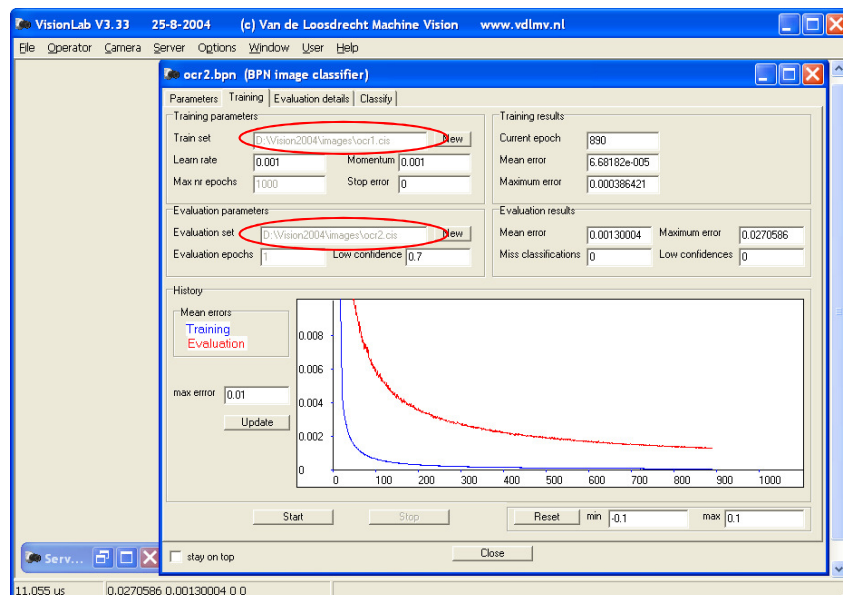 VisionLab V3.33 25-8-2004 (c) Van de Loosdrecht Machine Vision www.vdlmv.nl
File Operator Camera Server Options Window User Help
ocr2.bpn (BPN image classifier)
Parameters Training Evaluation details Classify
Training parameters
Train set D:\Vision2004\images\ocr1.cis New
Learn rate 0.001 Momentum 0.001
Max nr epochs 1000 Stop error 0
Training results
Current epoch 890
Mean error 6.68182e-005
Maximum error 0.000386421
Evaluation parameters
Evaluation set D:\Vision2004\images\ocr2.cis New
Evaluation epochs 1 Low confidence 0.7
Evaluation results
Mean error 0.00130004 Maximum error 0.0270586
Miss classifications 0 Low confidences 0
History
Mean errors
Training
Evaluation
max errror 0.01
Update
0.008
0.006
0.004
0.002
0
0 100 200 300 400 500 600 700 800 900 1000
Start Stop Reset min -0.1 max 0.1
stay on top Close
Serv...
11.055 us 0.0270586 0.00130004 0 0